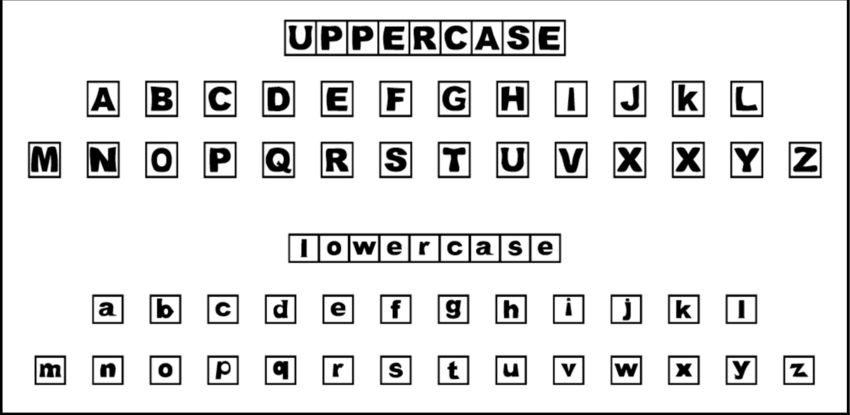 UPPERCASE
A B C D E F G H I J k L
M N O P Q R S T U V X X Y Z
lowercase
a b c d e f g h i j k l
m n o p q r s t u v w x y z